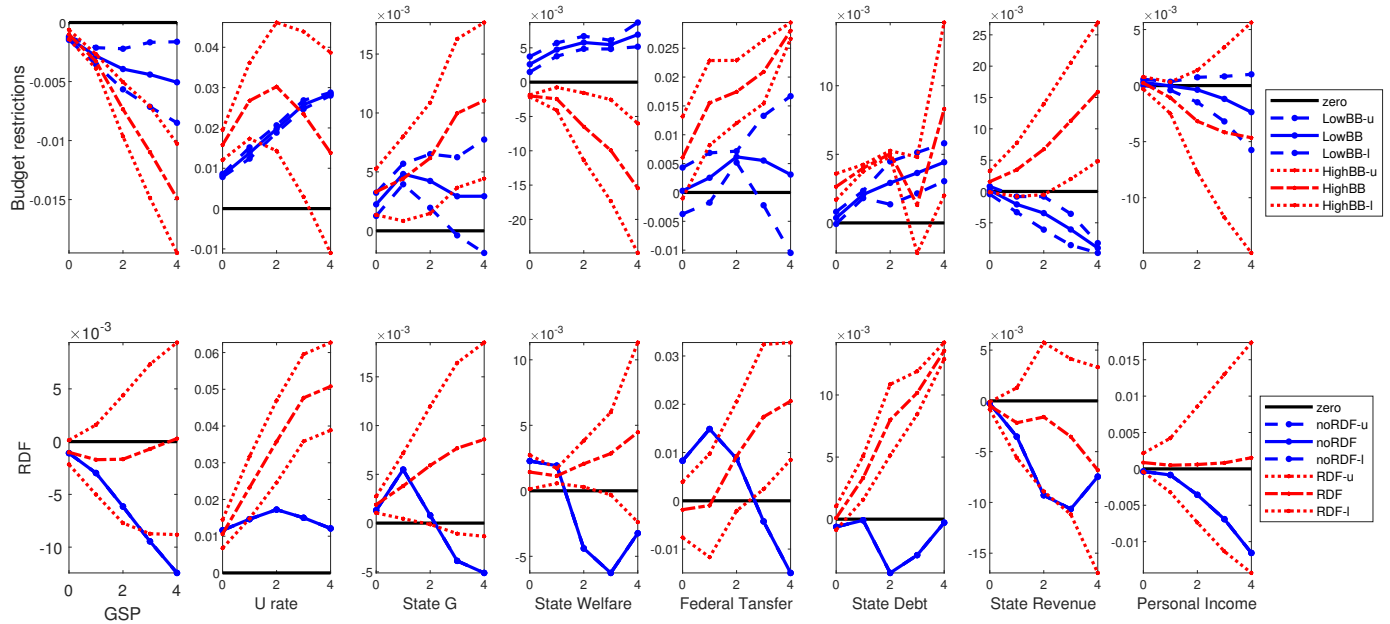 ×10⁻³ ×10⁻³ ×10⁻³ ×10⁻³ ×10⁻³
Budget restrictions
0 -0.005 -0.01 -0.015
0 2 4
0.04 0.03 0.02 0.01 0 -0.01
0 2 4
15 10 5 0
0 2 4
5 0 -5 -10 -15 -20
0 2 4
0.025 0.02 0.015 0.01 0.005 0 -0.005 -0.01
0 2 4
10 5 0
0 2 4
25 20 15 10 5 0 -5
0 2 4
5 0 -5 -10
0 2 4
zero
LowBB-u
LowBB
LowBB-l
HighBB-u
HighBB
HighBB-l
×10⁻³ ×10⁻³ ×10⁻³ ×10⁻³ ×10⁻³
RDF
5 0 -5 -10
0 2 4
GSP
0.06 0.05 0.04 0.03 0.02 0.01 0
0 2 4
U rate
15 10 5 0 -5
0 2 4
State G
10 5 0 -5
0 2 4
State Welfare
0.03 0.02 0.01 0 -0.01
0 2 4
Federal Tansfer
10 5 0
0 2 4
State Debt
5 0 -5 -10 -15
0 2 4
State Revenue
0.015 0.01 0.005 0 -0.005 -0.01
0 2 4
Personal Income
zero
noRDF-u
noRDF
noRDF-l
RDF-u
RDF
RDF-l